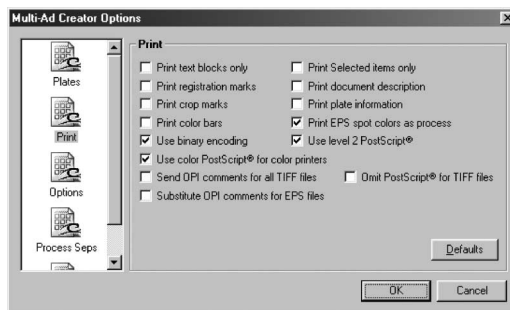 Multi-Ad Creator Options
Plates
Print
Options
Process Seps
Print
Print text blocks only
Print Selected items only
Print registration marks
Print document description
Print crop marks
Print plate information
Print color bars
Print EPS spot colors as process
Use binary encoding
Use level 2 PostScript®
Use color PostScript® for color printers
Send OPI comments for all TIFF files
Omit PostScript® for TIFF files
Substitute OPI comments for EPS files
Defaults
OK
Cancel